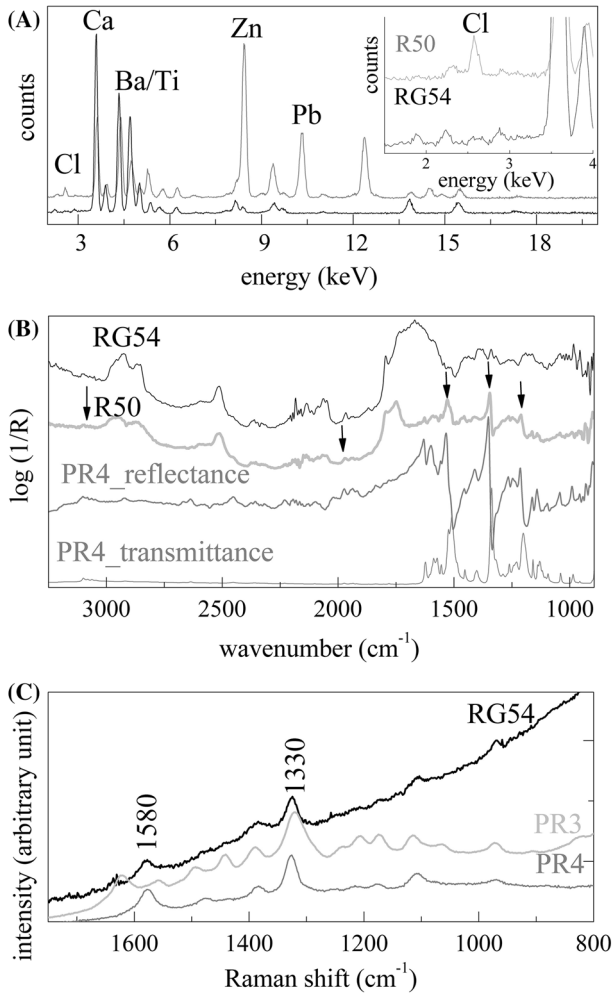 (A)
Ca
Zn
Cl
Ba/Ti
R50
RG54
counts
2 3 4
energy (keV)
Pb
Cl
counts
3 6 9 12 15 18
energy (keV)
(B)
RG54
R50
PR4_reflectance
PR4_transmittance
log (1/R)
3000 2500 2000 1500 1000
wavenumber (cm-1)
(C)
RG54
1330
1580
PR3
PR4
intensity (arbitrary unit)
1600 1400 1200 1000 800
Raman shift (cm-1)